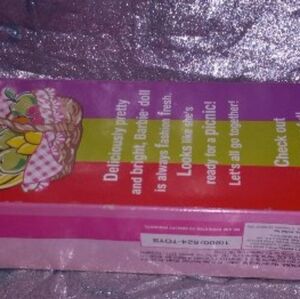 Deliciously pretty
and bright, Barbie® doll
is always fashion fresh.
Looks like she's
ready for a picnic!
Let's all go together!
Check out
1(800)-524-TOYS